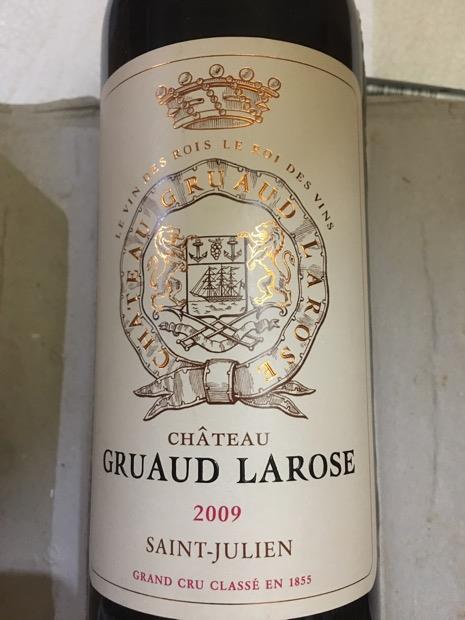 LE VIN DES ROIS LE ROI DES VINS
CHATEAU GRUAUD LAROSE
CHÂTEAU
GRUAUD LAROSE
2009
SAINT-JULIEN
GRAND CRU CLASSÉ EN 1855